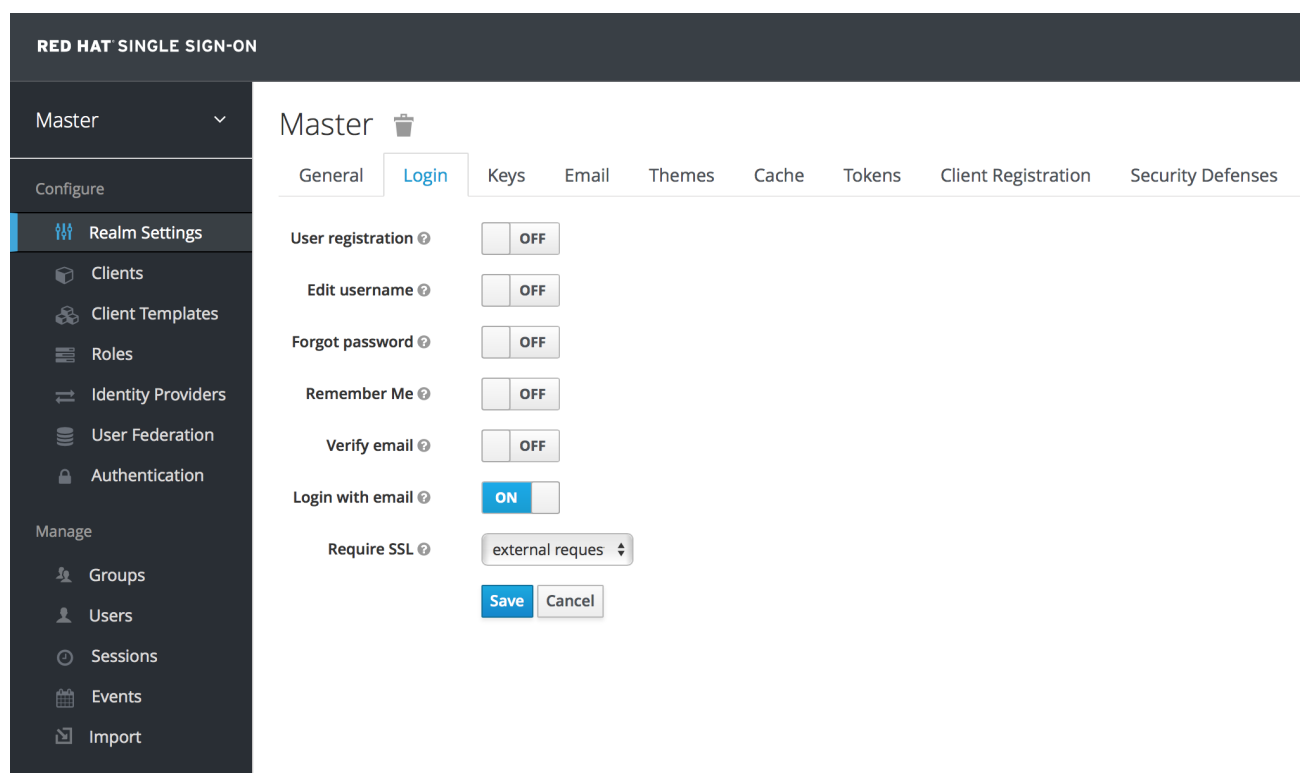 RED HAT SINGLE SIGN-ON
Master
Configure
Realm Settings
Clients
Client Templates
Roles
Identity Providers
User Federation
Authentication
Manage
Groups
Users
Sessions
Events
Import
Master
General Login Keys Email Themes Cache Tokens Client Registration Security Defenses
User registration OFF
Edit username OFF
Forgot password OFF
Remember Me OFF
Verify email OFF
Login with email ON
Require SSL external reques
Save Cancel